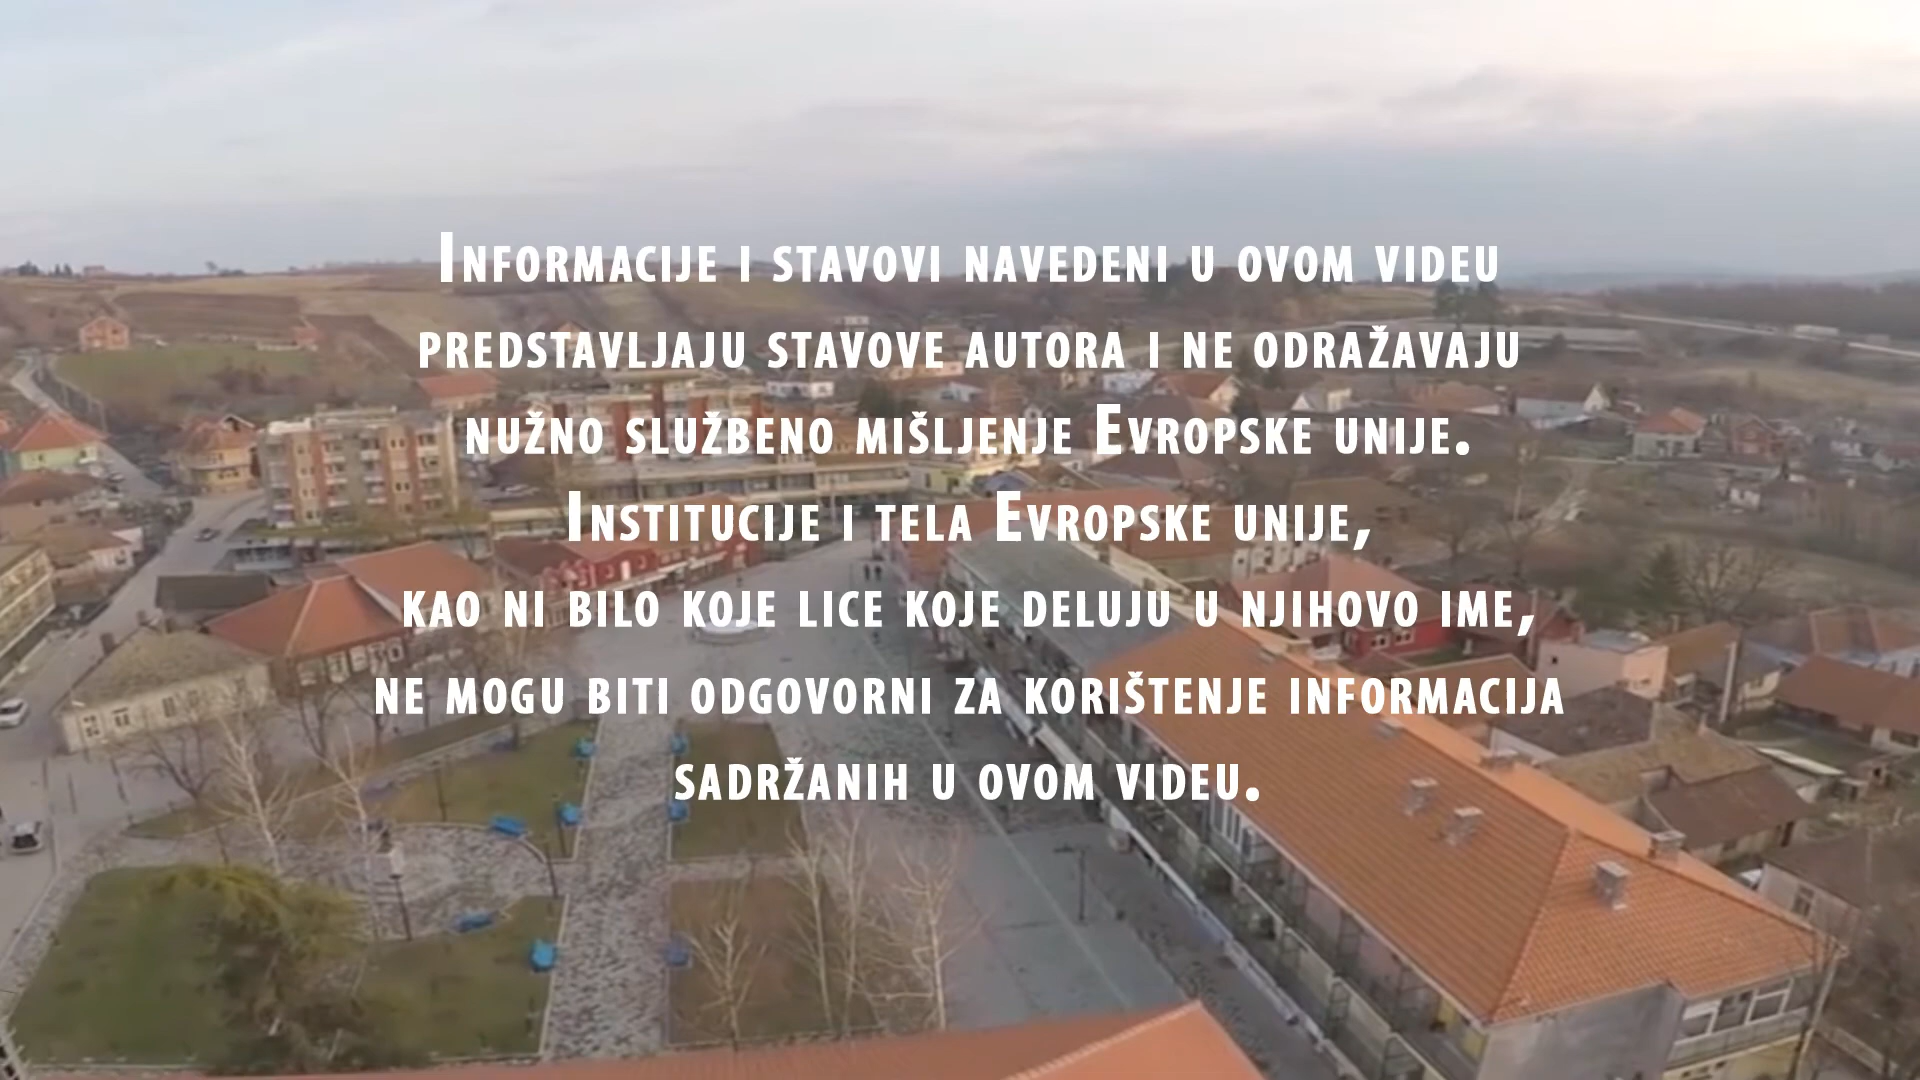 Informacije i stavovi navedeni u ovom videu
predstavljaju stavove autora i ne odražavaju
nužno službeno mišljenje Evropske unije.
Institucije i tela Evropske unije,
kao ni bilo koje lice koje deluju u njihovo ime,
ne mogu biti odgovorni za korištenje informacija
sadržanih u ovom videu.